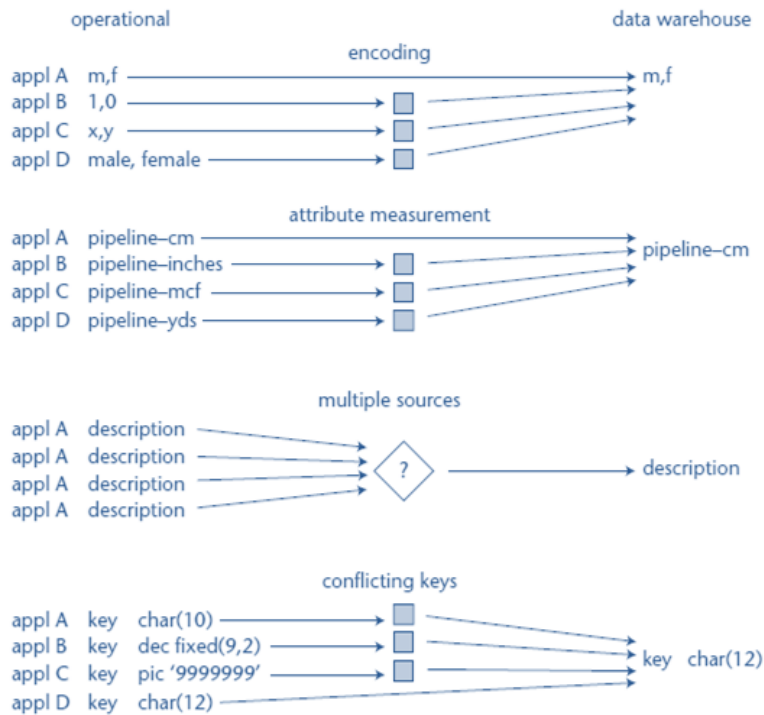 operational data warehouse
encoding
appl A m,f m,f
appl B 1,0
appl C x,y
appl D male, female
attribute measurement
appl A pipeline–cm
pipeline–cm
appl B pipeline–inches
appl C pipeline–mcf
appl D pipeline–yds
multiple sources
appl A description
appl A description
? description
appl A description
appl A description
conflicting keys
appl A key char(10)
appl B key dec fixed(9,2)
key char(12)
appl C key pic ‘9999999’
appl D key char(12)